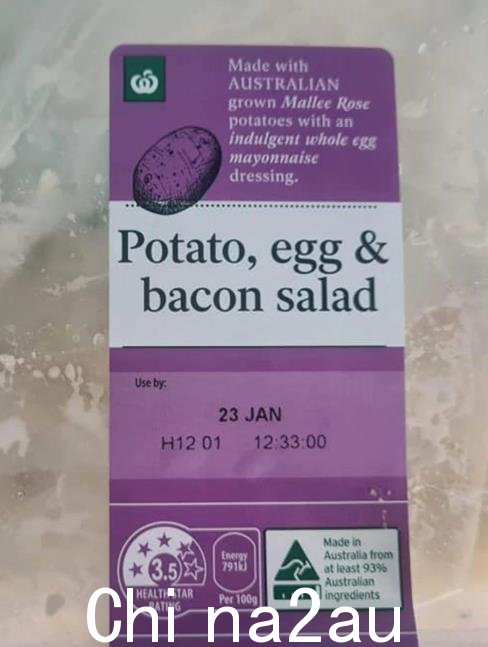 Made with
AUSTRALIAN
grown Mallee Rose
potatoes with an
indulgent whole egg
mayonnaise
dressing.
Potato, egg &
bacon salad
Use by:
23 JAN
H12 01 12:33:00
3.5
HEALTH STAR
RATING
Energy
791kJ
Per 100g
Made in
Australia from
at least 93%
Australian
ingredients
Chi na2au